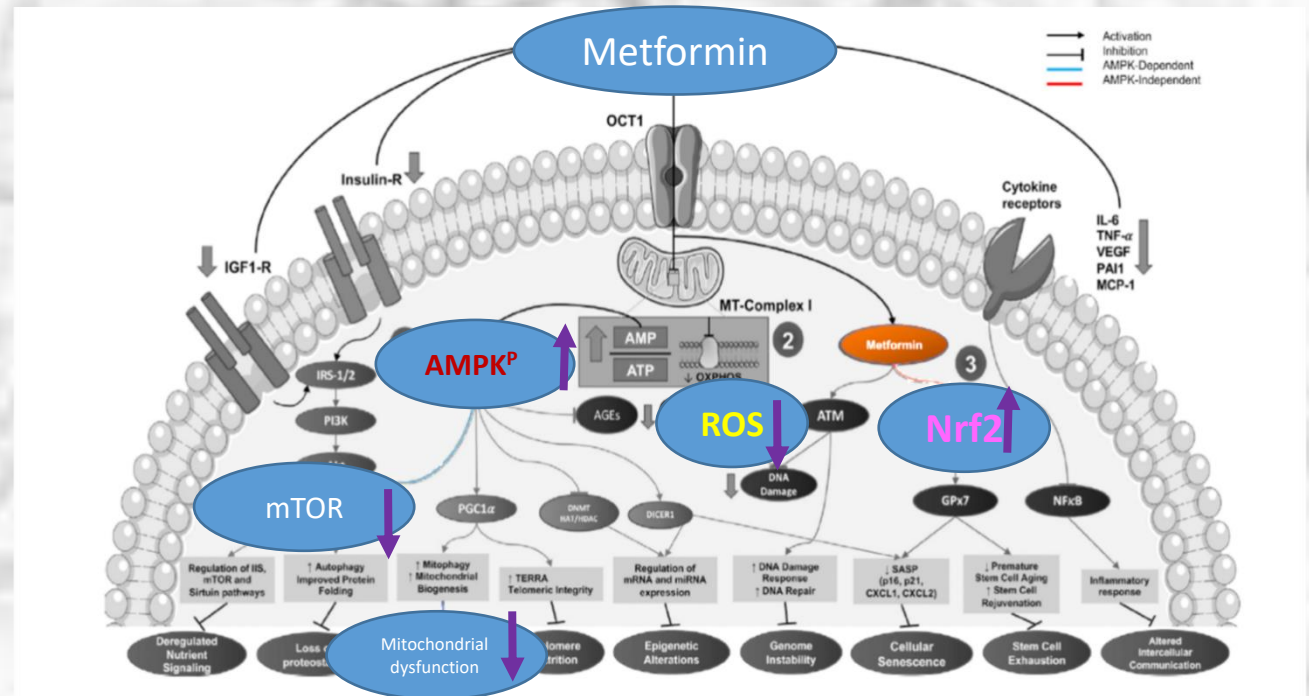 Metformin
Activation
Inhibition
AMPK-Dependent
AMPK-Independent
OCT1
Insulin-R
IGF1-R
Cytokine
receptors
IL-6
TNF-α
VEGF
PAI1
MCP-1
MT-Complex I
AMP
ATP
↓ OXPHOS
2
Metformin
3
IRS-1/2
PI3K
AMPKᴾ
AGEs
ROS
ATM
Nrf2
DNA
Damage
mTOR
PGC1α
DNMT
HAT/HDAC
DICER1
GPx7
NFκB
Regulation of IIS,
mTOR and
Sirtuin pathways
↑ Autophagy
Improved Protein
Folding
↑ Mitophagy
↑ Mitochondrial
Biogenesis
↑ TERRA
Telomeric Integrity
Regulation of
mRNA and miRNA
expression
↑ DNA Damage
Response
↑ DNA Repair
↓ SASP
(p16, p21,
CXCL1, CXCL2)
↓ Premature
Stem Cell Aging
↑ Stem Cell
Rejuvenation
Inflammatory
response
Deregulated
Nutrient
Signaling
Loss
Mitochondrial
dysfunction
Epigenetic
Alterations
Genome
Instability
Cellular
Senescence
Stem Cell
Exhaustion
Altered
Intercellular
Communication